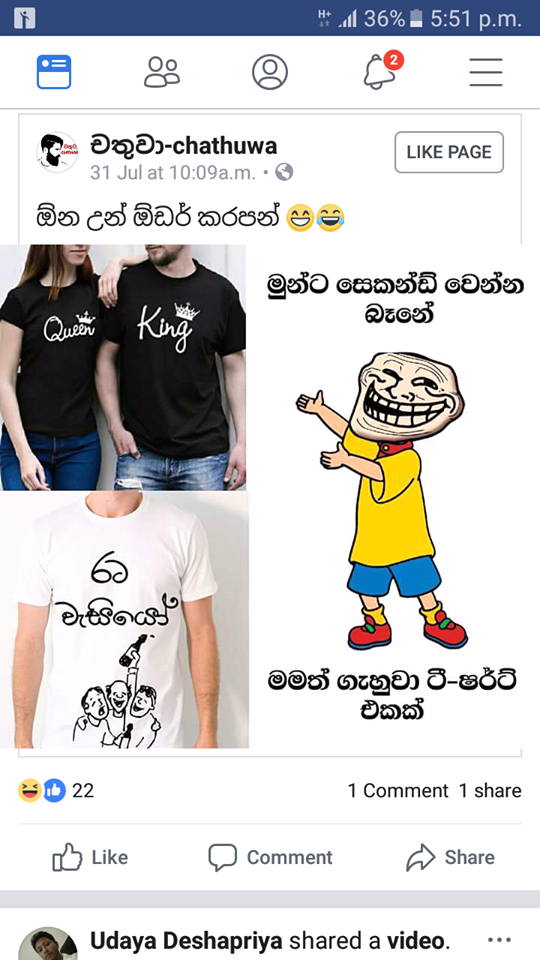 H+ 36% 5:51 p.m.
2
චතුවා-chathuwa
31 Jul at 10:09a.m. •
LIKE PAGE
ඕන උන් ඕඩර් කරපන් 😁😂
Queen
King
මුන්ට සෙකන්ඩ් වෙන්න
බෑනේ
රට
වැසියෝ
මමත් ගැහුවා ටී-ෂර්ට්
එකක්
22
1 Comment 1 share
Like
Comment
Share
Udaya Deshapriya shared a video.